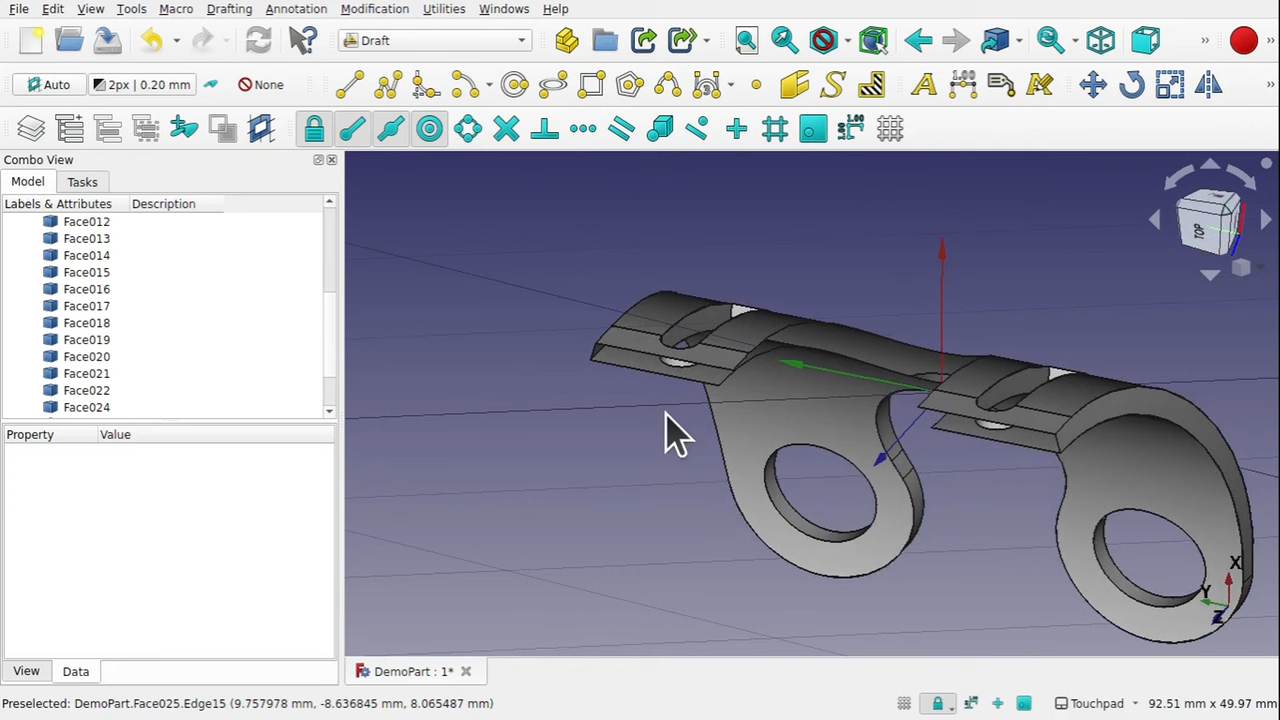 File Edit View Tools Macro Drafting Annotation Modification Utilities Windows Help
Draft
Auto 2px | 0.20 mm None
Combo View
Model Tasks
Labels & Attributes Description
Face012
Face013
Face014
Face015
Face016
Face017
Face018
Face019
Face020
Face021
Face022
Face024
Property Value
View Data
TOP
X
Y
Z
DemoPart : 1*
Preselected: DemoPart.Face025.Edge15 (9.757978 mm, -8.636845 mm, 8.065487 mm)
Touchpad 92.51 mm x 49.97 mm